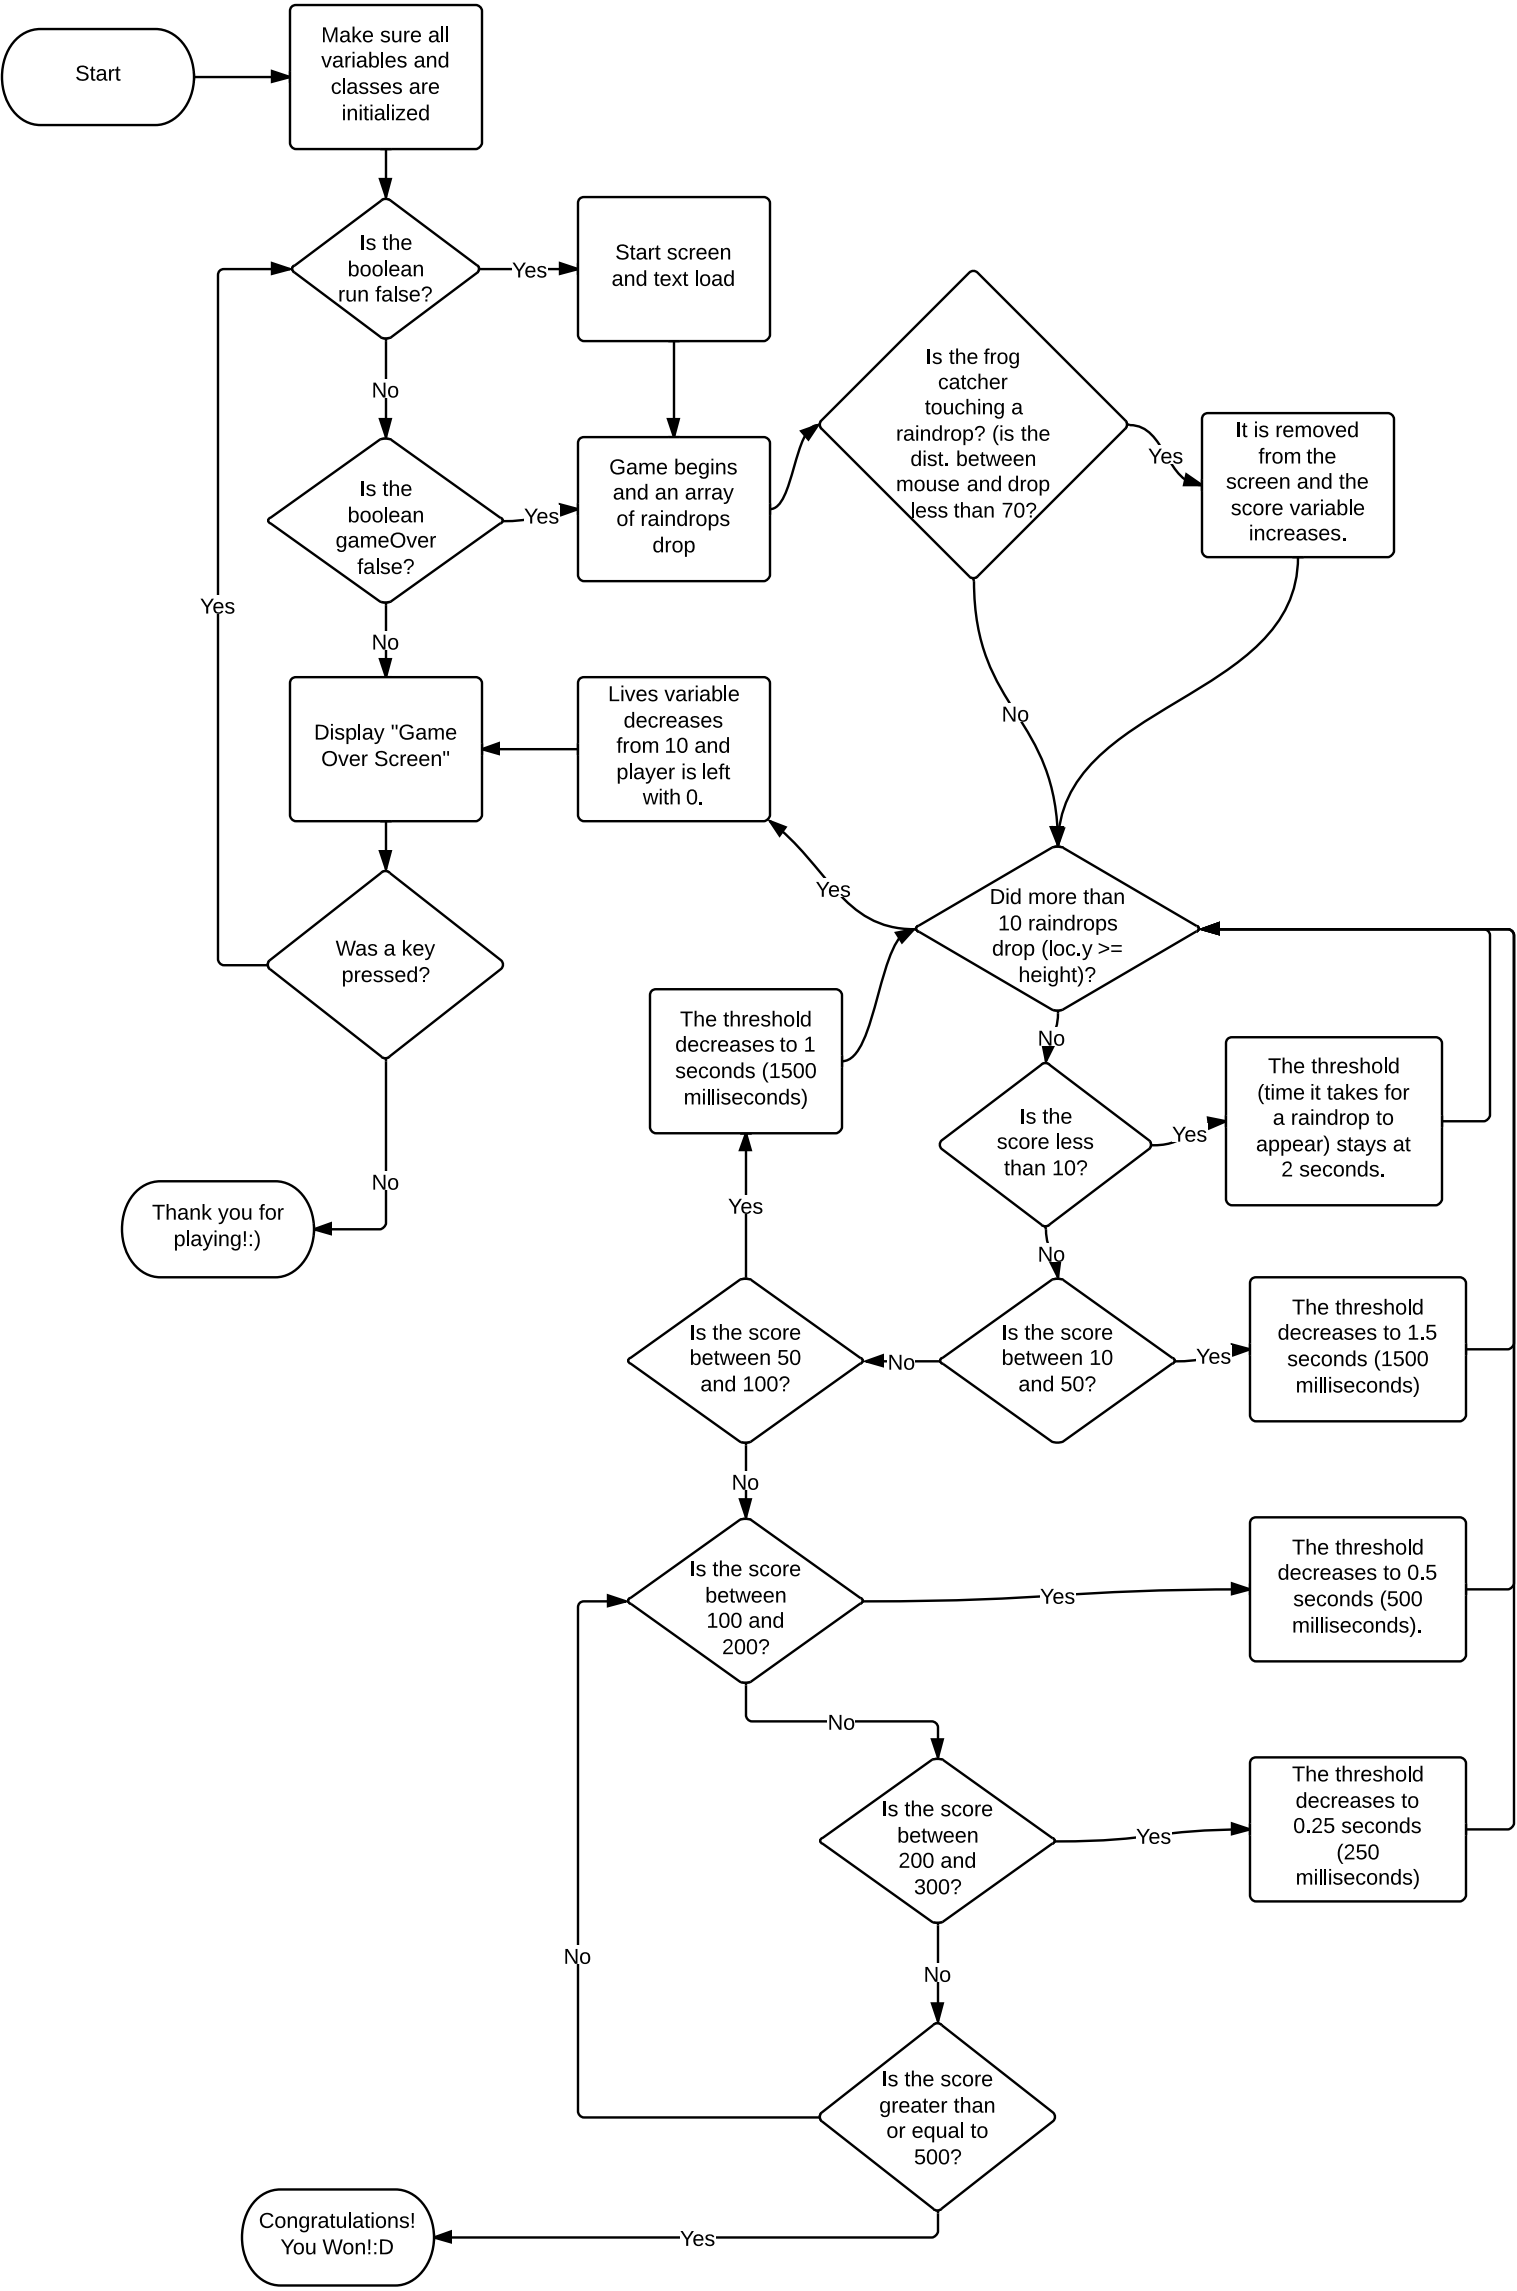 Start
Make sure all
variables and
classes are
initialized
Is the
boolean
run false?
Yes
Start screen
and text load
No
Is the
boolean
gameOver
false?
Yes
Game begins
and an array
of raindrops
drop
Is the frog
catcher
touching a
raindrop? (is the
dist. between
mouse and drop
less than 70?
Yes
It is removed
from the
screen and the
score variable
increases.
No
Yes
No
Display "Game
Over Screen"
Lives variable
decreases
from 10 and
player is left
with 0.
Yes
Did more than
10 raindrops
drop (loc.y >=
height)?
Was a key
pressed?
No
Thank you for
playing!:)
The threshold
decreases to 1
seconds (1500
milliseconds)
No
Is the
score less
than 10?
Yes
The threshold
(time it takes for
a raindrop to
appear) stays at
2 seconds.
Yes
No
Is the score
between 50
and 100?
No
Is the score
between 10
and 50?
Yes
The threshold
decreases to 1.5
seconds (1500
milliseconds)
No
Is the score
between
100 and
200?
Yes
The threshold
decreases to 0.5
seconds (500
milliseconds).
No
Is the score
between
200 and
300?
Yes
The threshold
decreases to
0.25 seconds
(250
milliseconds)
No
No
Is the score
greater than
or equal to
500?
Yes
Congratulations!
You Won!:D